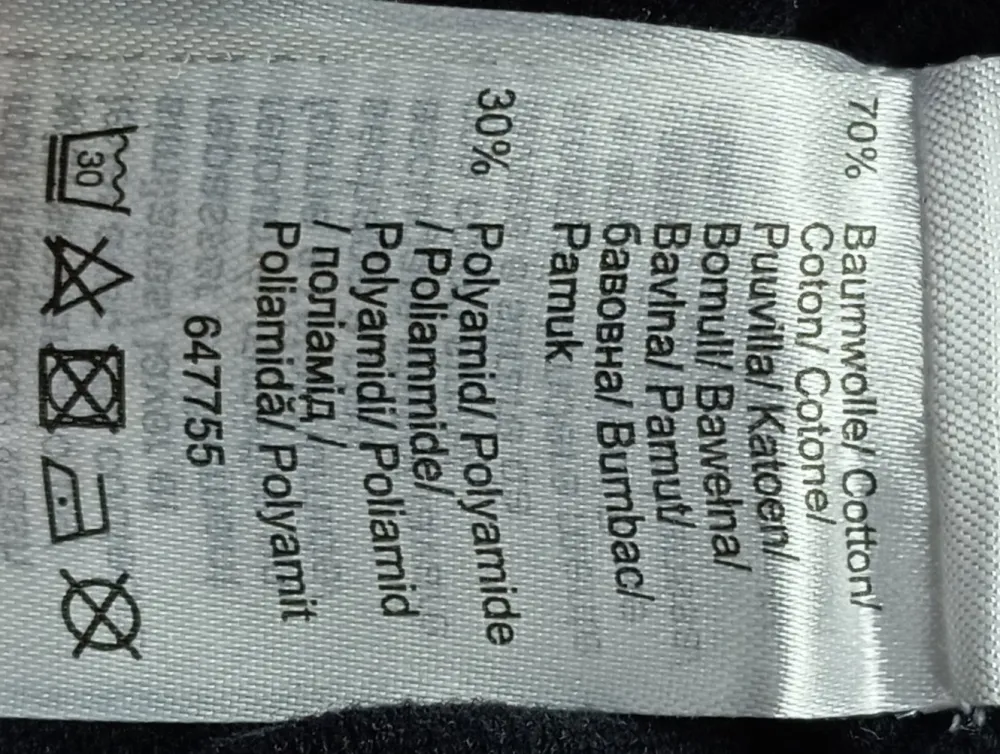 70% Baumwolle/ Cotton/
Coton/ Cotone/
Puuvilla/ Katoen/
Bomull/ Bawełna/
Bavlna/ Pamut/
бавовна/ Bumbac/
Pamuk
30% Polyamid/ Polyamide
/ Poliammide/
Polyamidi/ Poliamid
/ поліамід /
Poliamidă/ Polyamit
647755
30